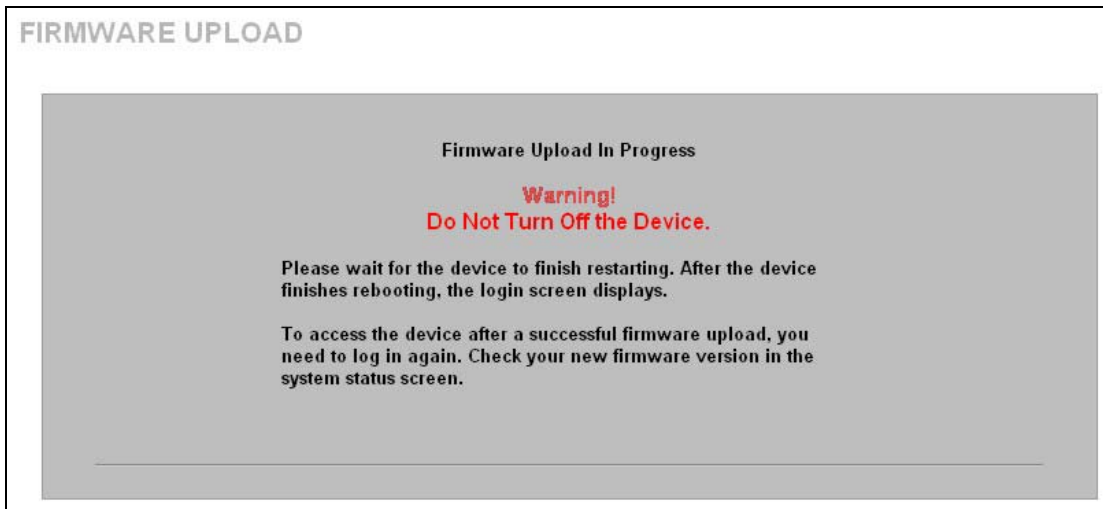 FIRMWARE UPLOAD
Firmware Upload In Progress
Warning!
Do Not Turn Off the Device.
Please wait for the device to finish restarting. After the device
finishes rebooting, the login screen displays.
To access the device after a successful firmware upload, you
need to log in again. Check your new firmware version in the
system status screen.